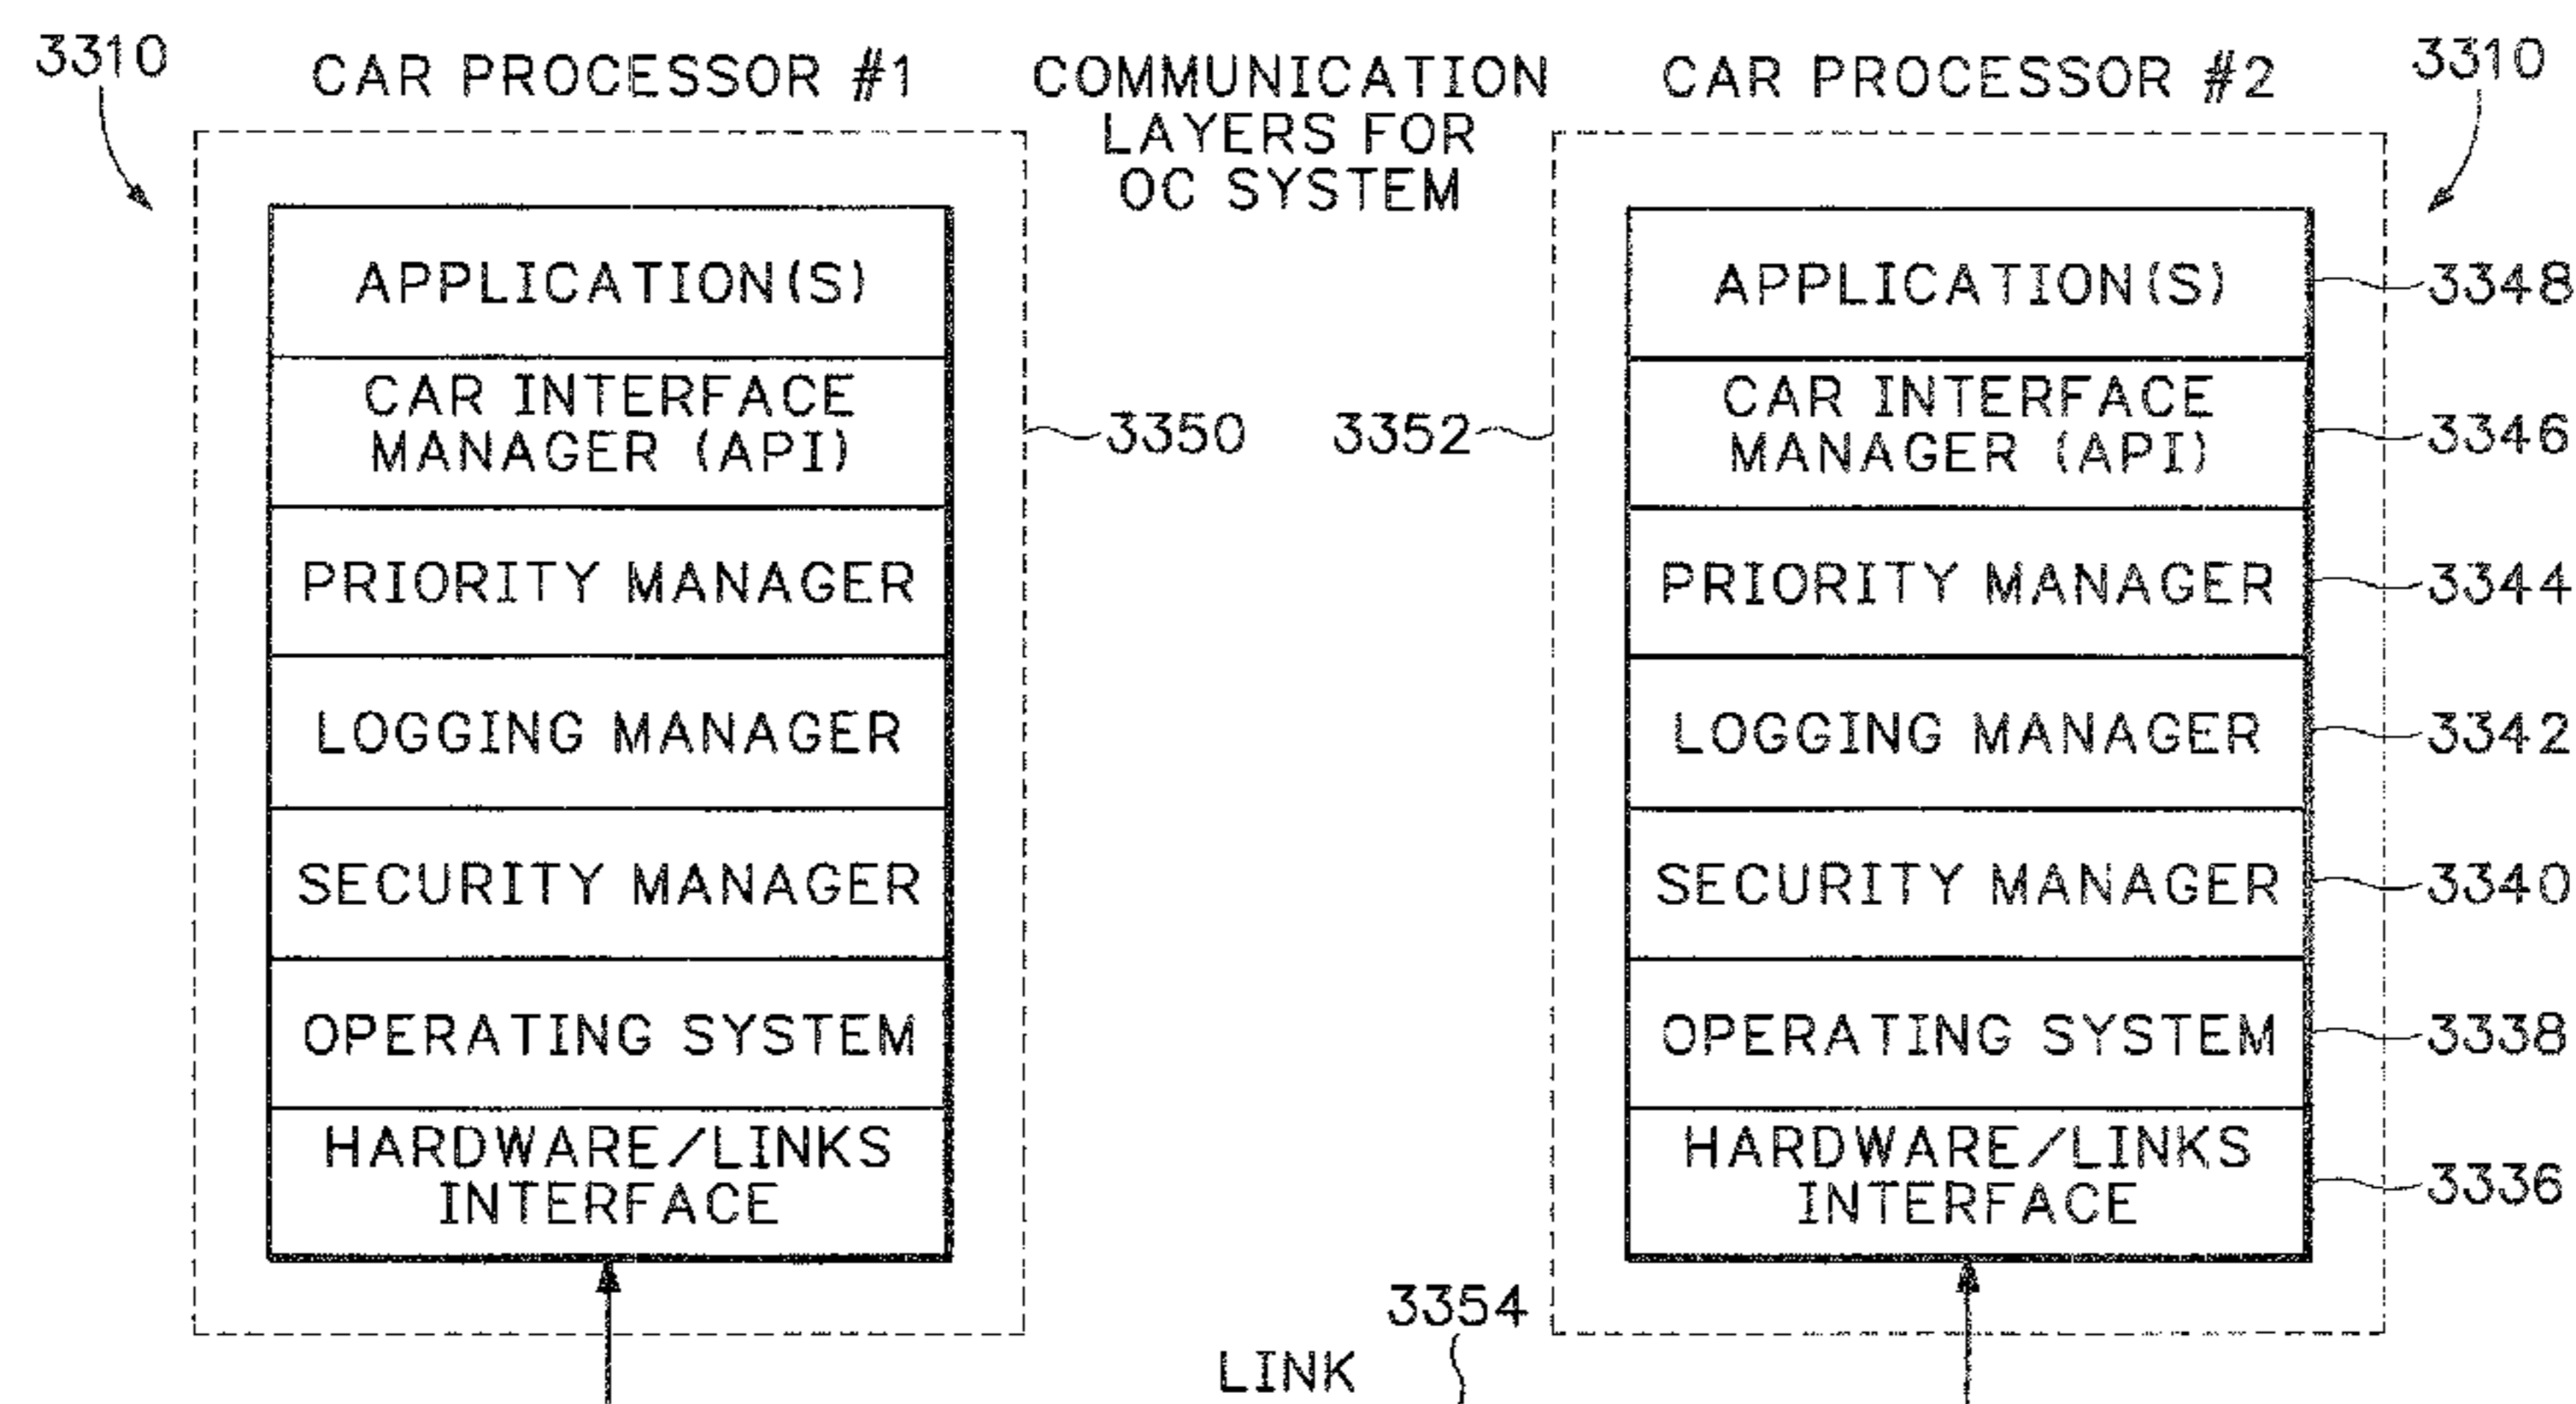 3310
CAR PROCESSOR #1
COMMUNICATION
LAYERS FOR
OC SYSTEM
CAR PROCESSOR #2
3310
APPLICATION(S)
CAR INTERFACE
MANAGER (API)
PRIORITY MANAGER
LOGGING MANAGER
SECURITY MANAGER
OPERATING SYSTEM
HARDWARE/LINKS
INTERFACE
3350
3352
APPLICATION(S)
3348
CAR INTERFACE
MANAGER (API)
3346
PRIORITY MANAGER
3344
LOGGING MANAGER
3342
SECURITY MANAGER
3340
OPERATING SYSTEM
3338
HARDWARE/LINKS
INTERFACE
3336
3354
LINK